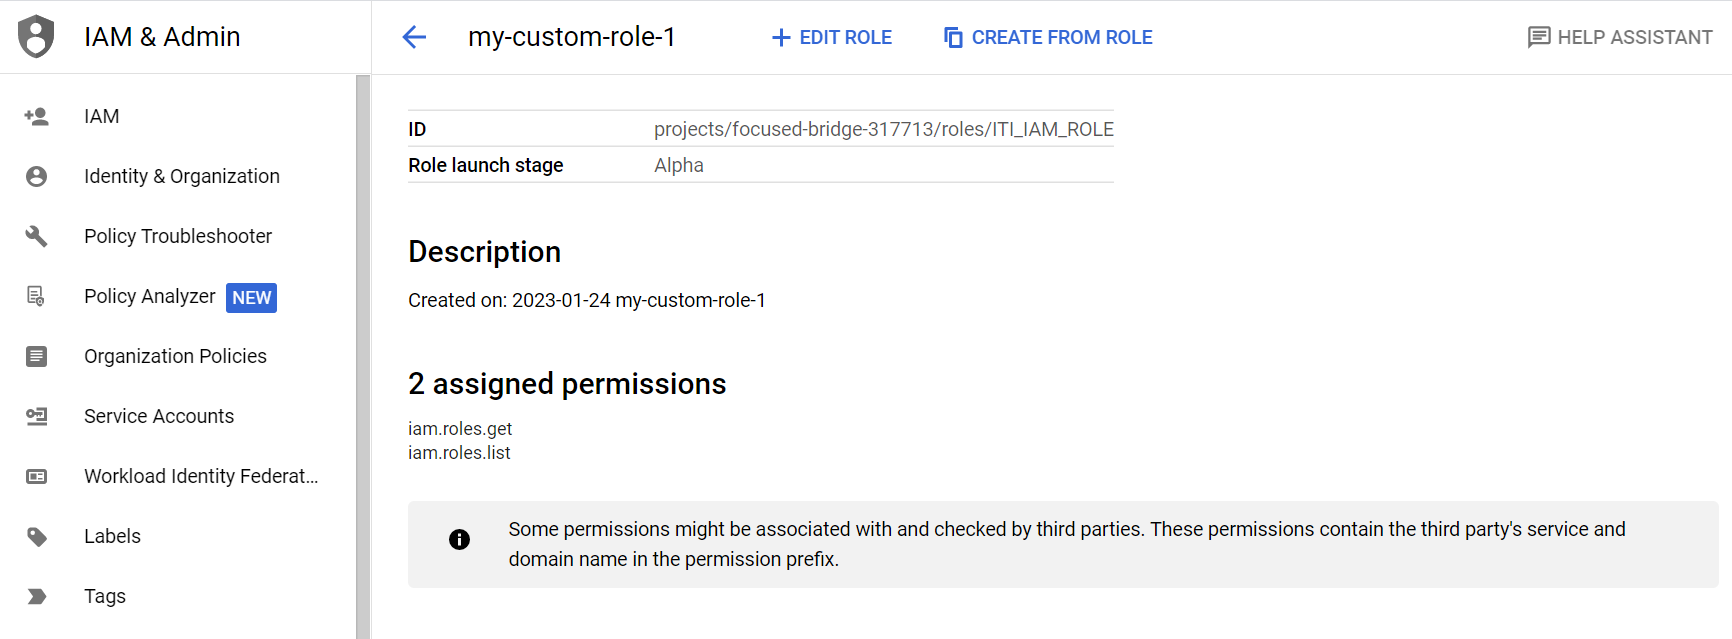 IAM & Admin
my-custom-role-1
EDIT ROLE
CREATE FROM ROLE
HELP ASSISTANT
IAM
Identity & Organization
Policy Troubleshooter
Policy Analyzer NEW
Organization Policies
Service Accounts
Workload Identity Federat...
Labels
Tags
ID projects/focused-bridge-317713/roles/ITI_IAM_ROLE
Role launch stage Alpha
Description
Created on: 2023-01-24 my-custom-role-1
2 assigned permissions
iam.roles.get
iam.roles.list
Some permissions might be associated with and checked by third parties. These permissions contain the third party's service and
domain name in the permission prefix.